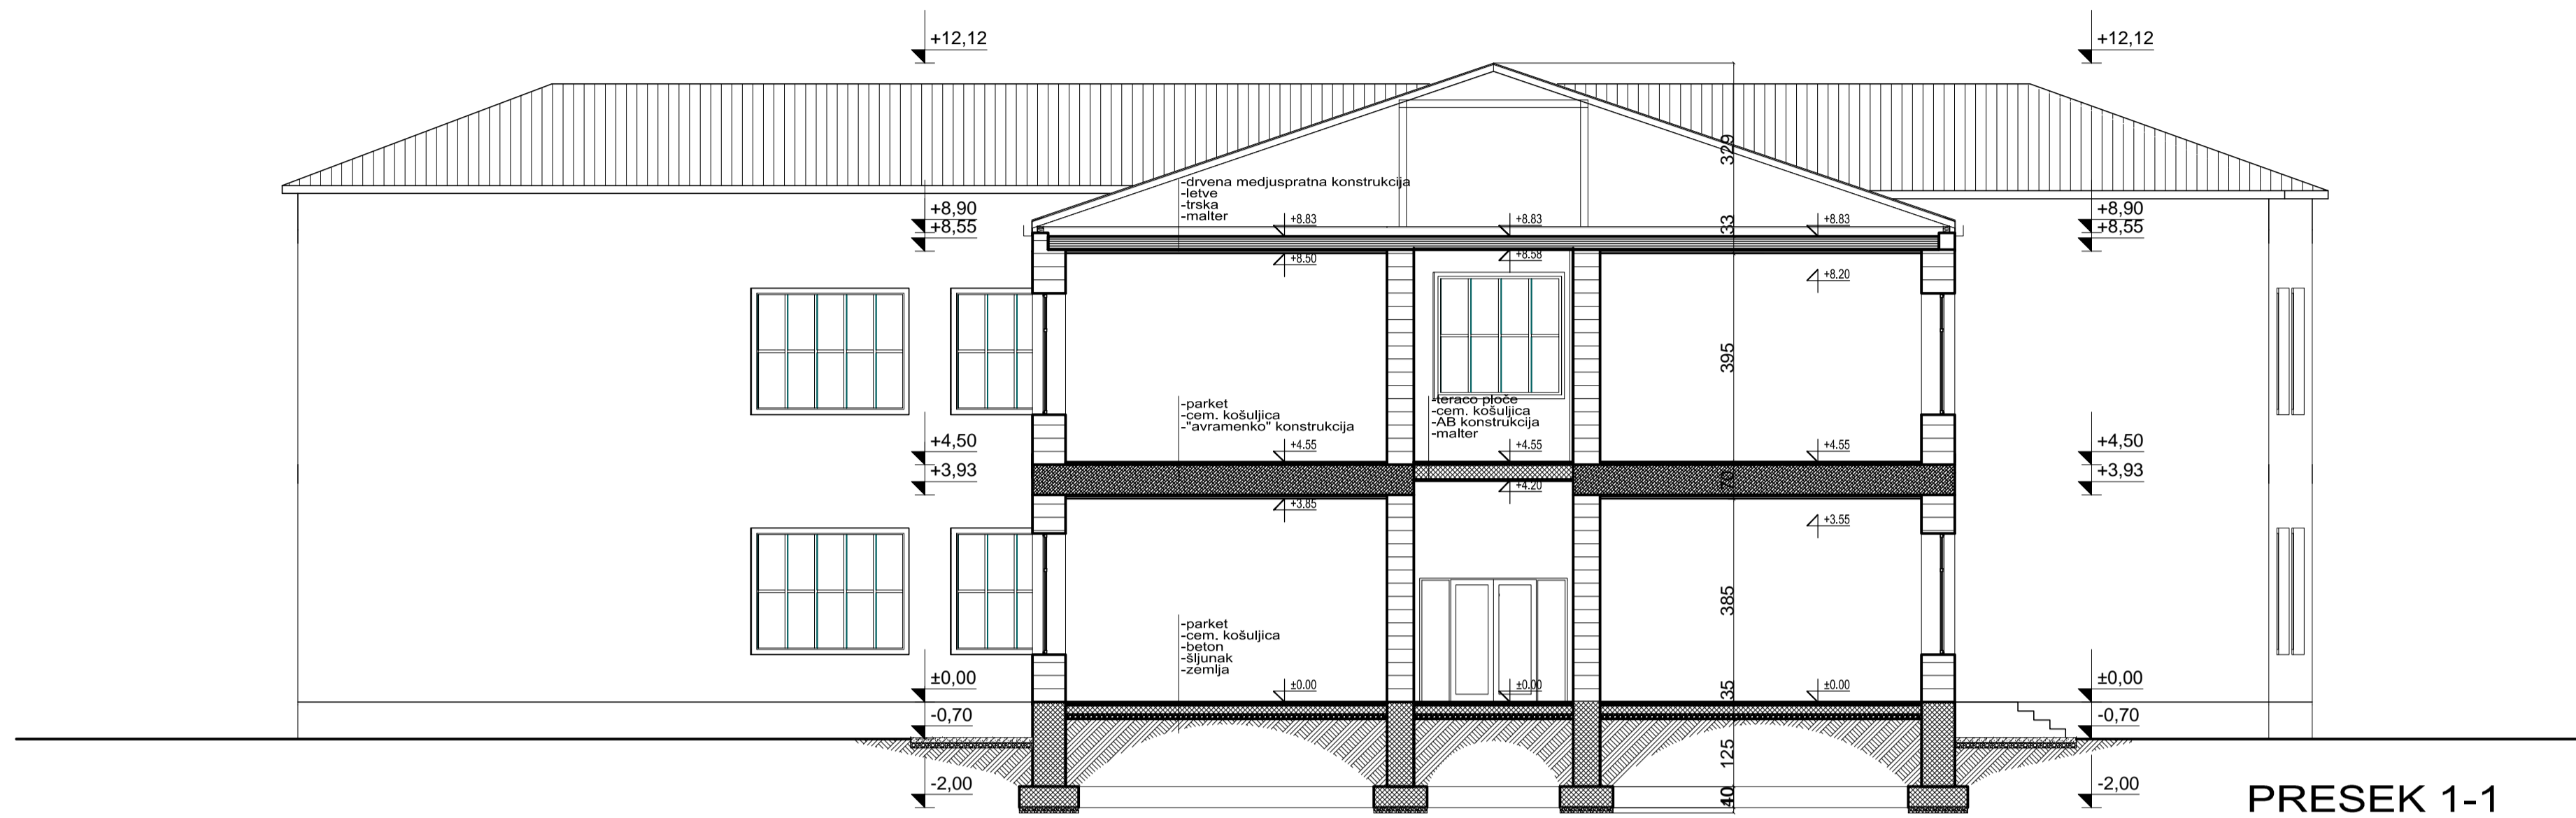 +12,12
+12,12
329
-drvena medjuspratna konstrukcija
-letve
-trska
-malter
+8,90
+8,55
+8.83
+8.83
33
+8.83
+8,90
+8,55
+8.50
+8.58
+8.20
395
-parket
-cem. košuljica
-"avramenko" konstrukcija
-teraco ploče
-cem. košuljica
-AB konstrukcija
-malter
+4,50
+3,93
+4.55
+4.55
+4.55
+4,50
+3,93
70
+3.85
+4.20
+3.55
385
-parket
-cem. košuljica
-beton
-šljunak
-zemlja
±0,00
-0,70
±0.00
±0.00
35
±0.00
±0,00
-0,70
125
-2,00
40
-2,00
PRESEK 1-1